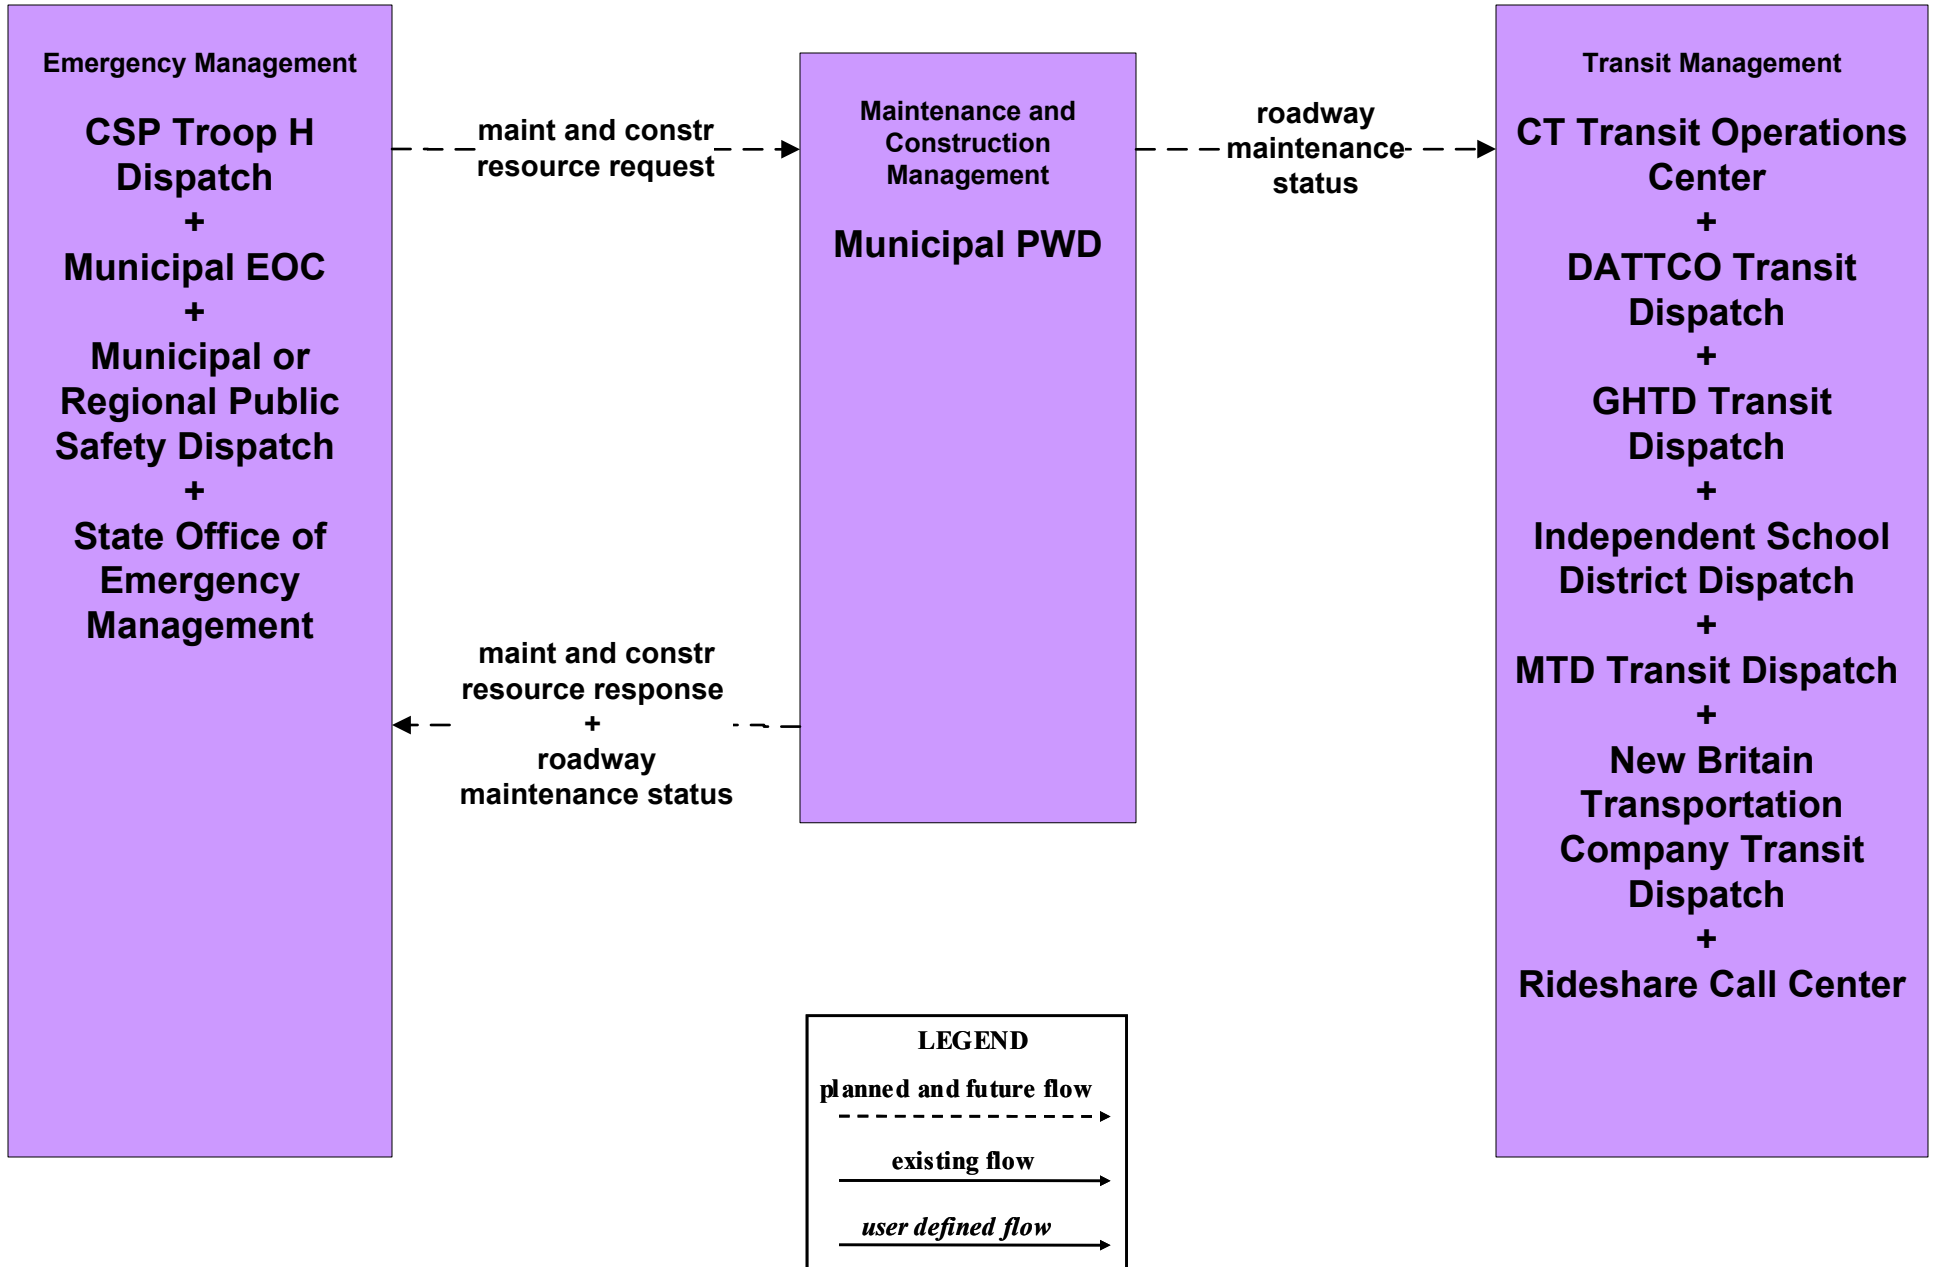 Emergency Management
CSP Troop H
Dispatch
+
Municipal EOC
+
Municipal or
Regional Public
Safety Dispatch
+
State Office of
Emergency
Management
maint and constr
resource request
maint and constr
resource response
+
roadway
maintenance status
Maintenance and
Construction
Management
Municipal PWD
roadway
maintenance
status
Transit Management
CT Transit Operations
Center
+
DATTCO Transit
Dispatch
+
GHTD Transit
Dispatch
+
Independent School
District Dispatch
+
MTD Transit Dispatch
+
New Britain
Transportation
Company Transit
Dispatch
+
Rideshare Call Center
LEGEND
planned and future flow
existing flow
user defined flow